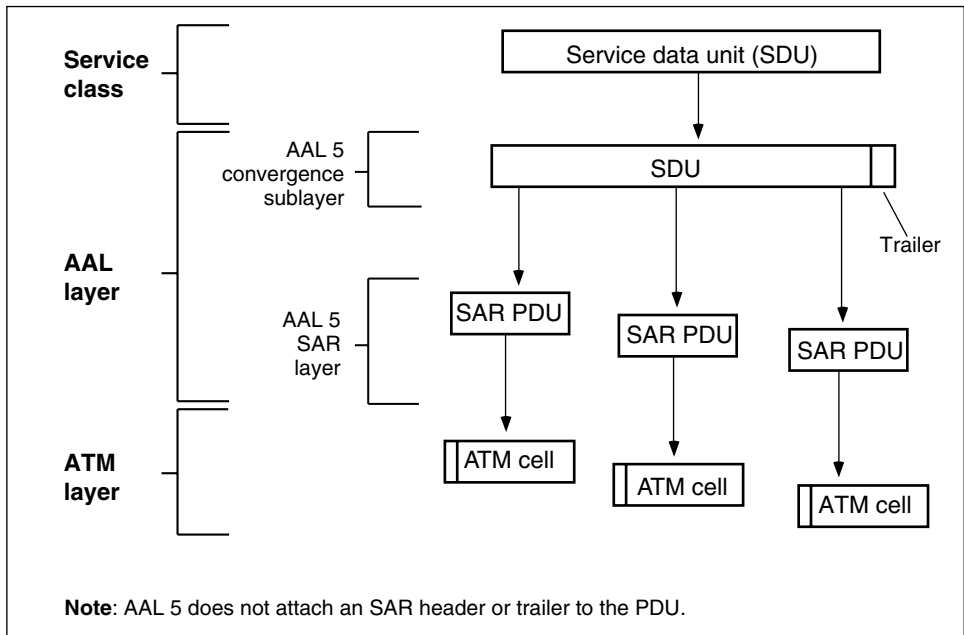 Service
class
Service data unit (SDU)
AAL 5
convergence
sublayer
SDU
Trailer
AAL
layer
AAL 5
SAR
layer
SAR PDU
SAR PDU
SAR PDU
ATM
layer
ATM cell
ATM cell
ATM cell
Note: AAL 5 does not attach an SAR header or trailer to the PDU.